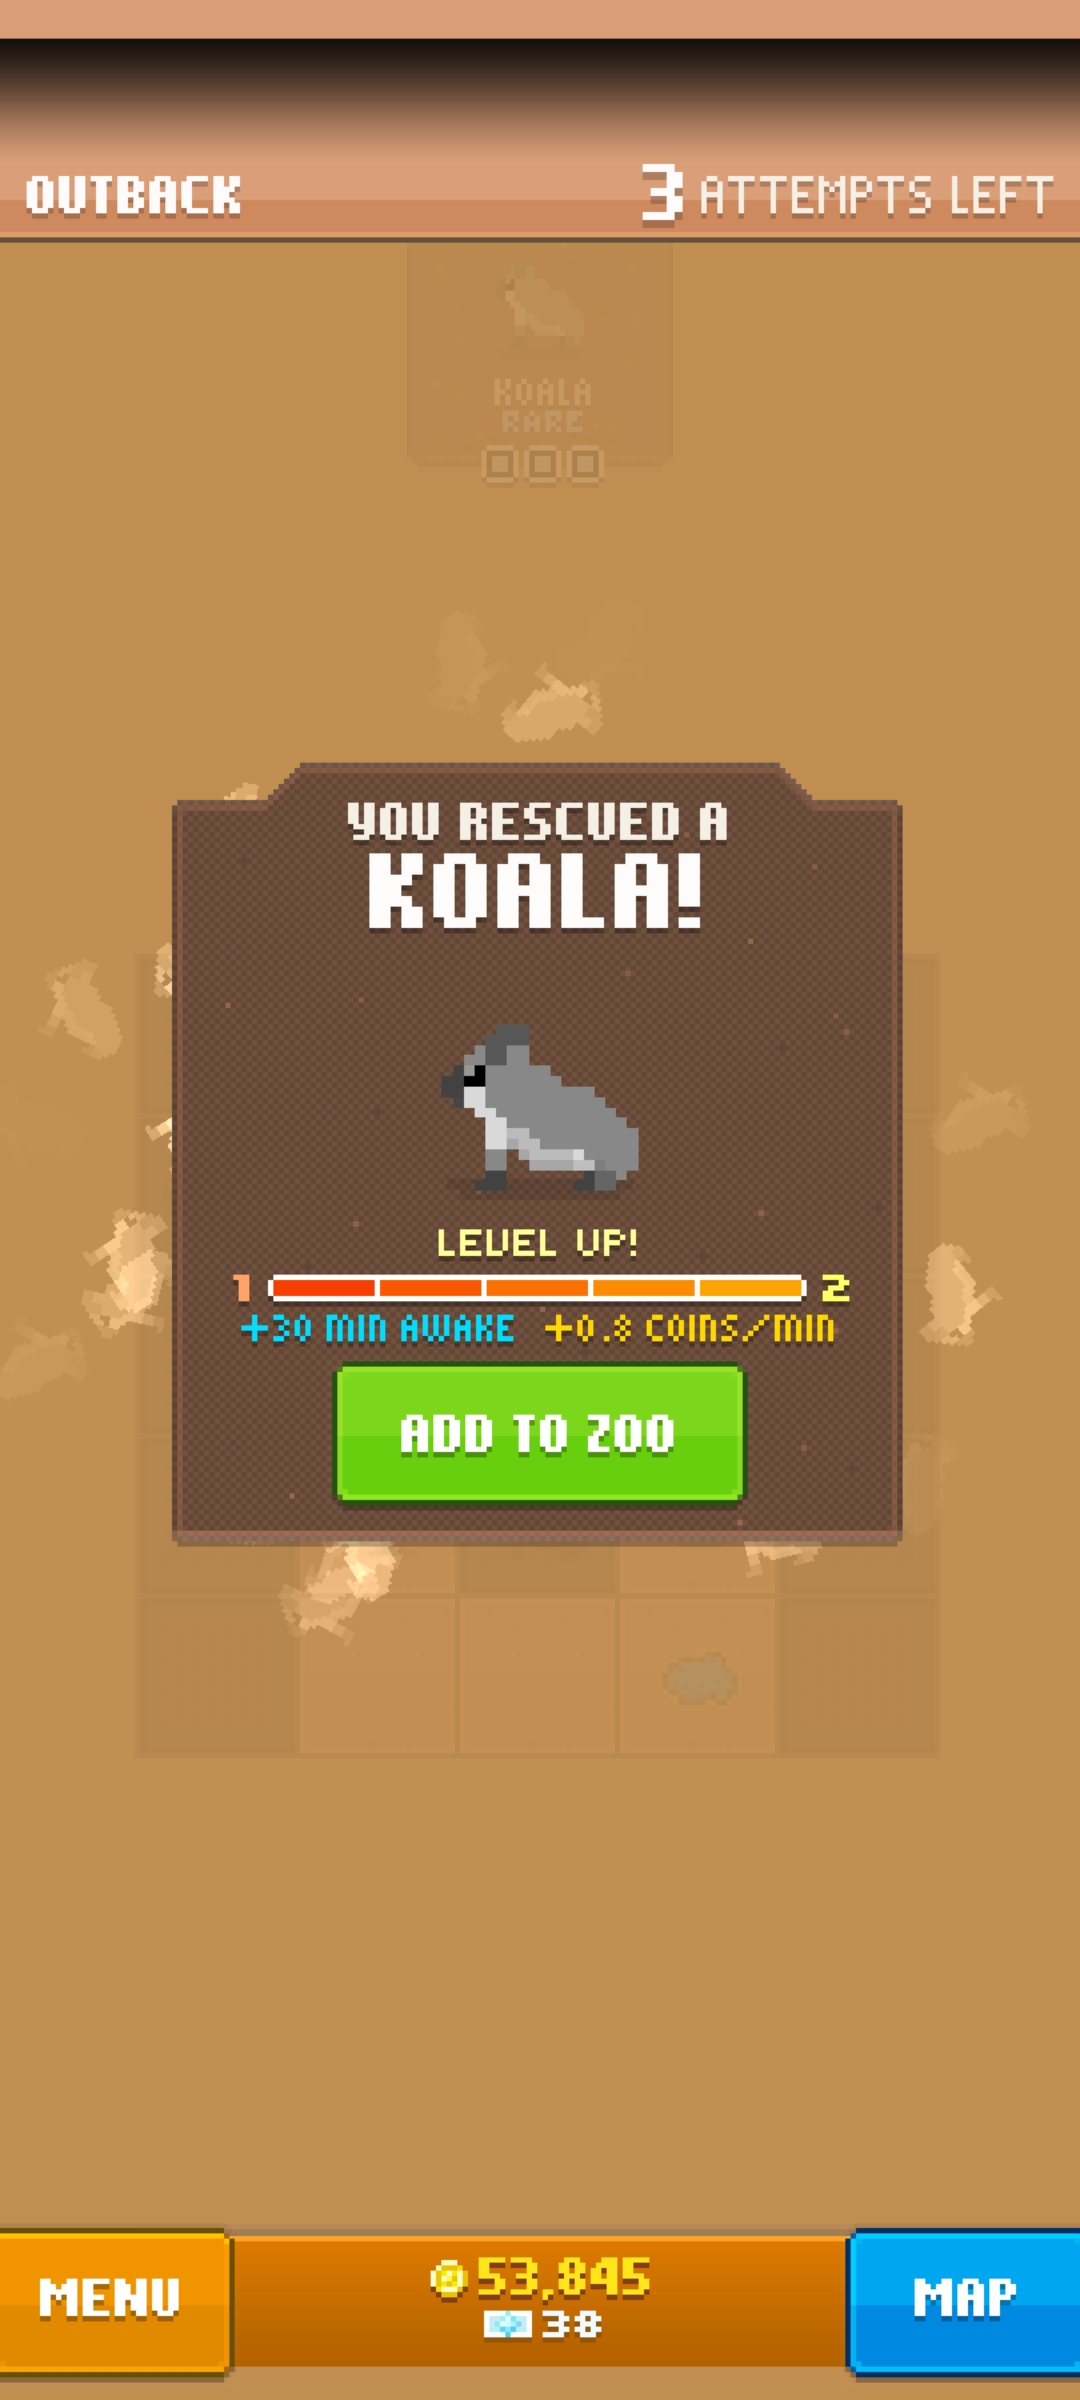 OUTBACK
3 ATTEMPTS LEFT
KOALA
RARE
YOU RESCUED A
KOALA!
LEVEL UP!
1 2
+30 MIN AWAKE +0.8 COINS/MIN
ADD TO ZOO
MENU
53,845
38
MAP